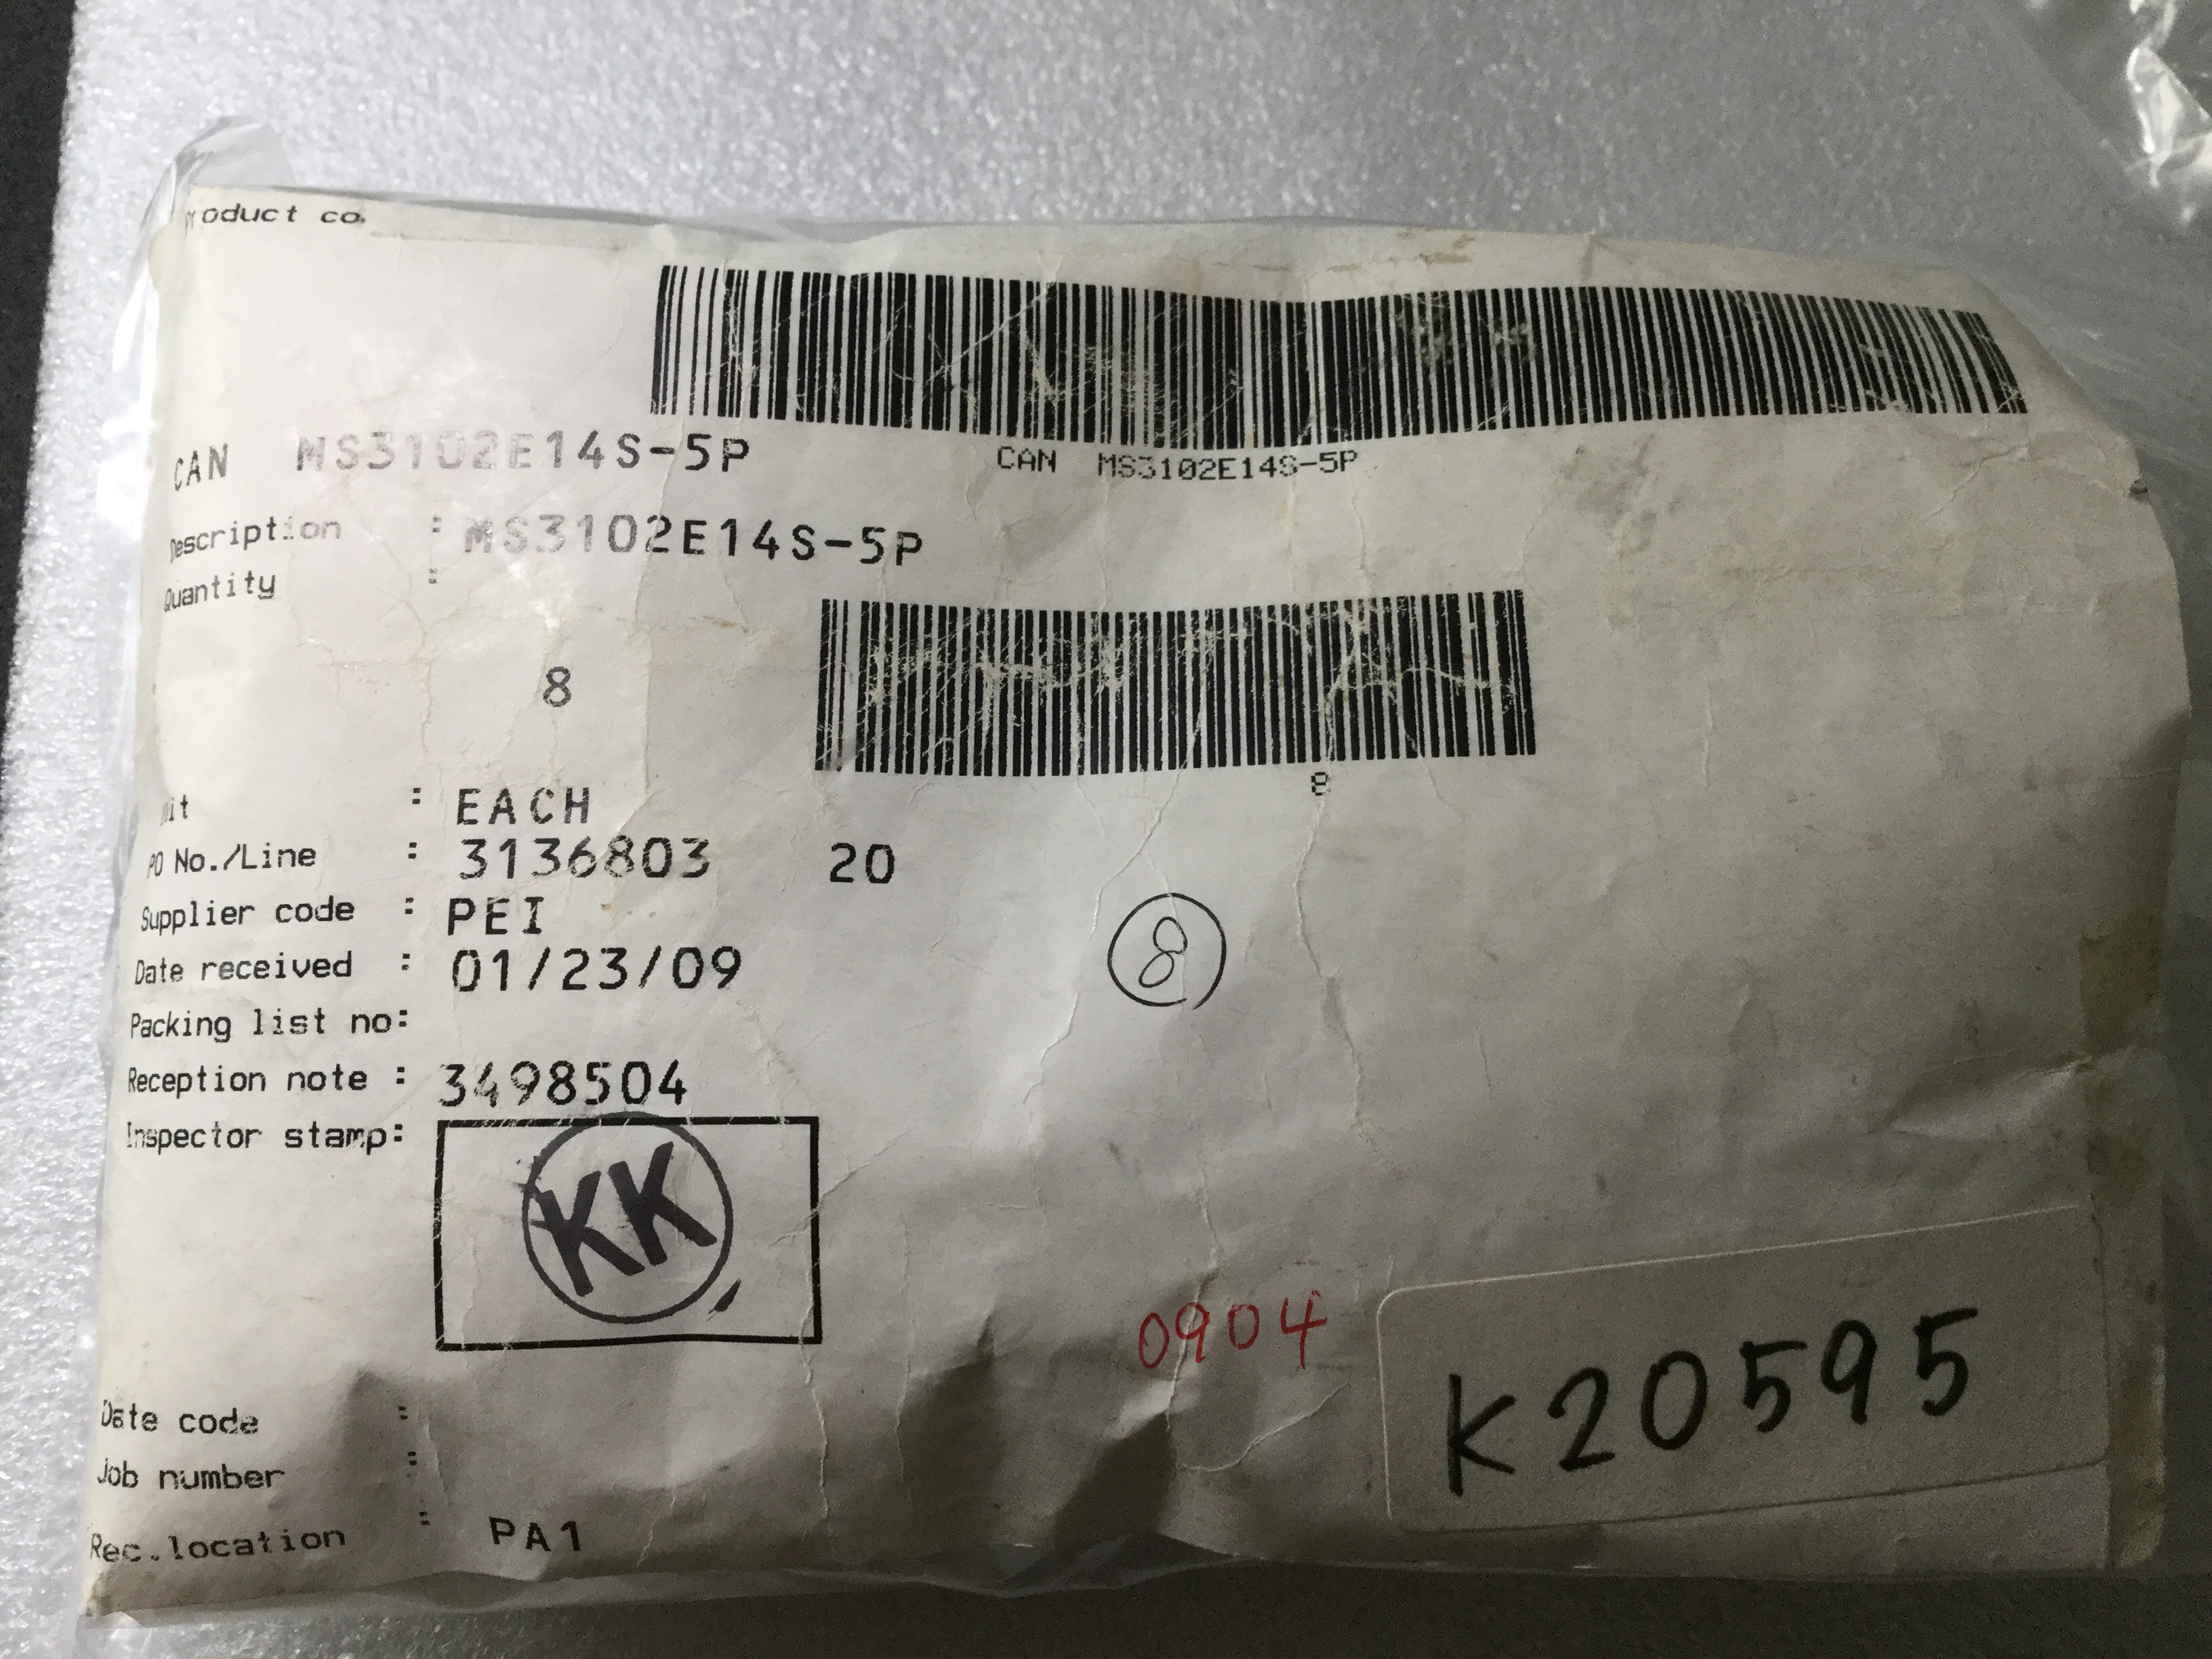 Product co.
CAN MS3102E14S-5P
CAN MS3102E14S-5P
Description : MS3102E14S-5P
Quantity :
8
8
Unit : EACH
PO No./Line : 3136803 20
Supplier code : PEI
Date received : 01/23/09
8
Packing list no:
Reception note : 3498504
Inspector stamp:
KK
0904
K20595
Date code :
Job number :
Rec.location : PA1